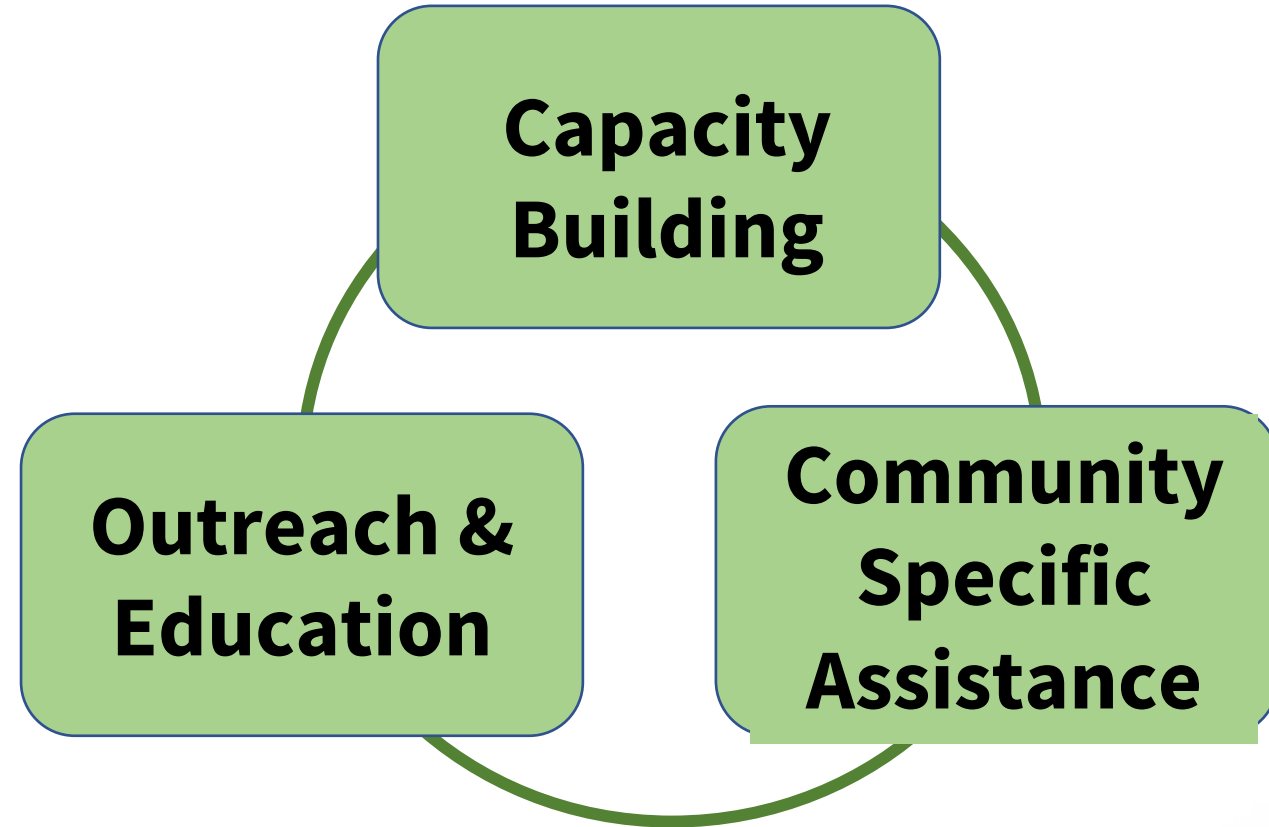 Capacity
Building
Outreach &
Education
Community
Specific
Assistance